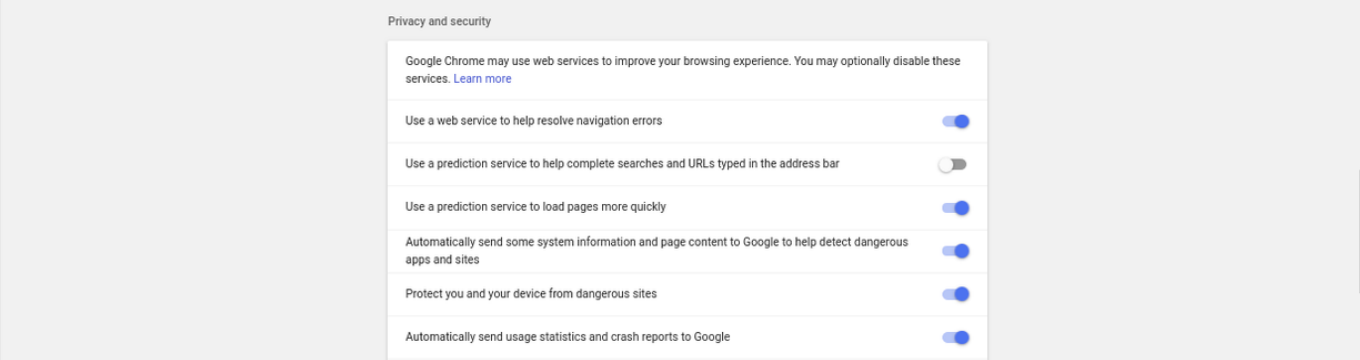 Privacy and security
Google Chrome may use web services to improve your browsing experience. You may optionally disable these
services. Learn more
Use a web service to help resolve navigation errors
Use a prediction service to help complete searches and URLs typed in the address bar
Use a prediction service to load pages more quickly
Automatically send some system information and page content to Google to help detect dangerous
apps and sites
Protect you and your device from dangerous sites
Automatically send usage statistics and crash reports to Google